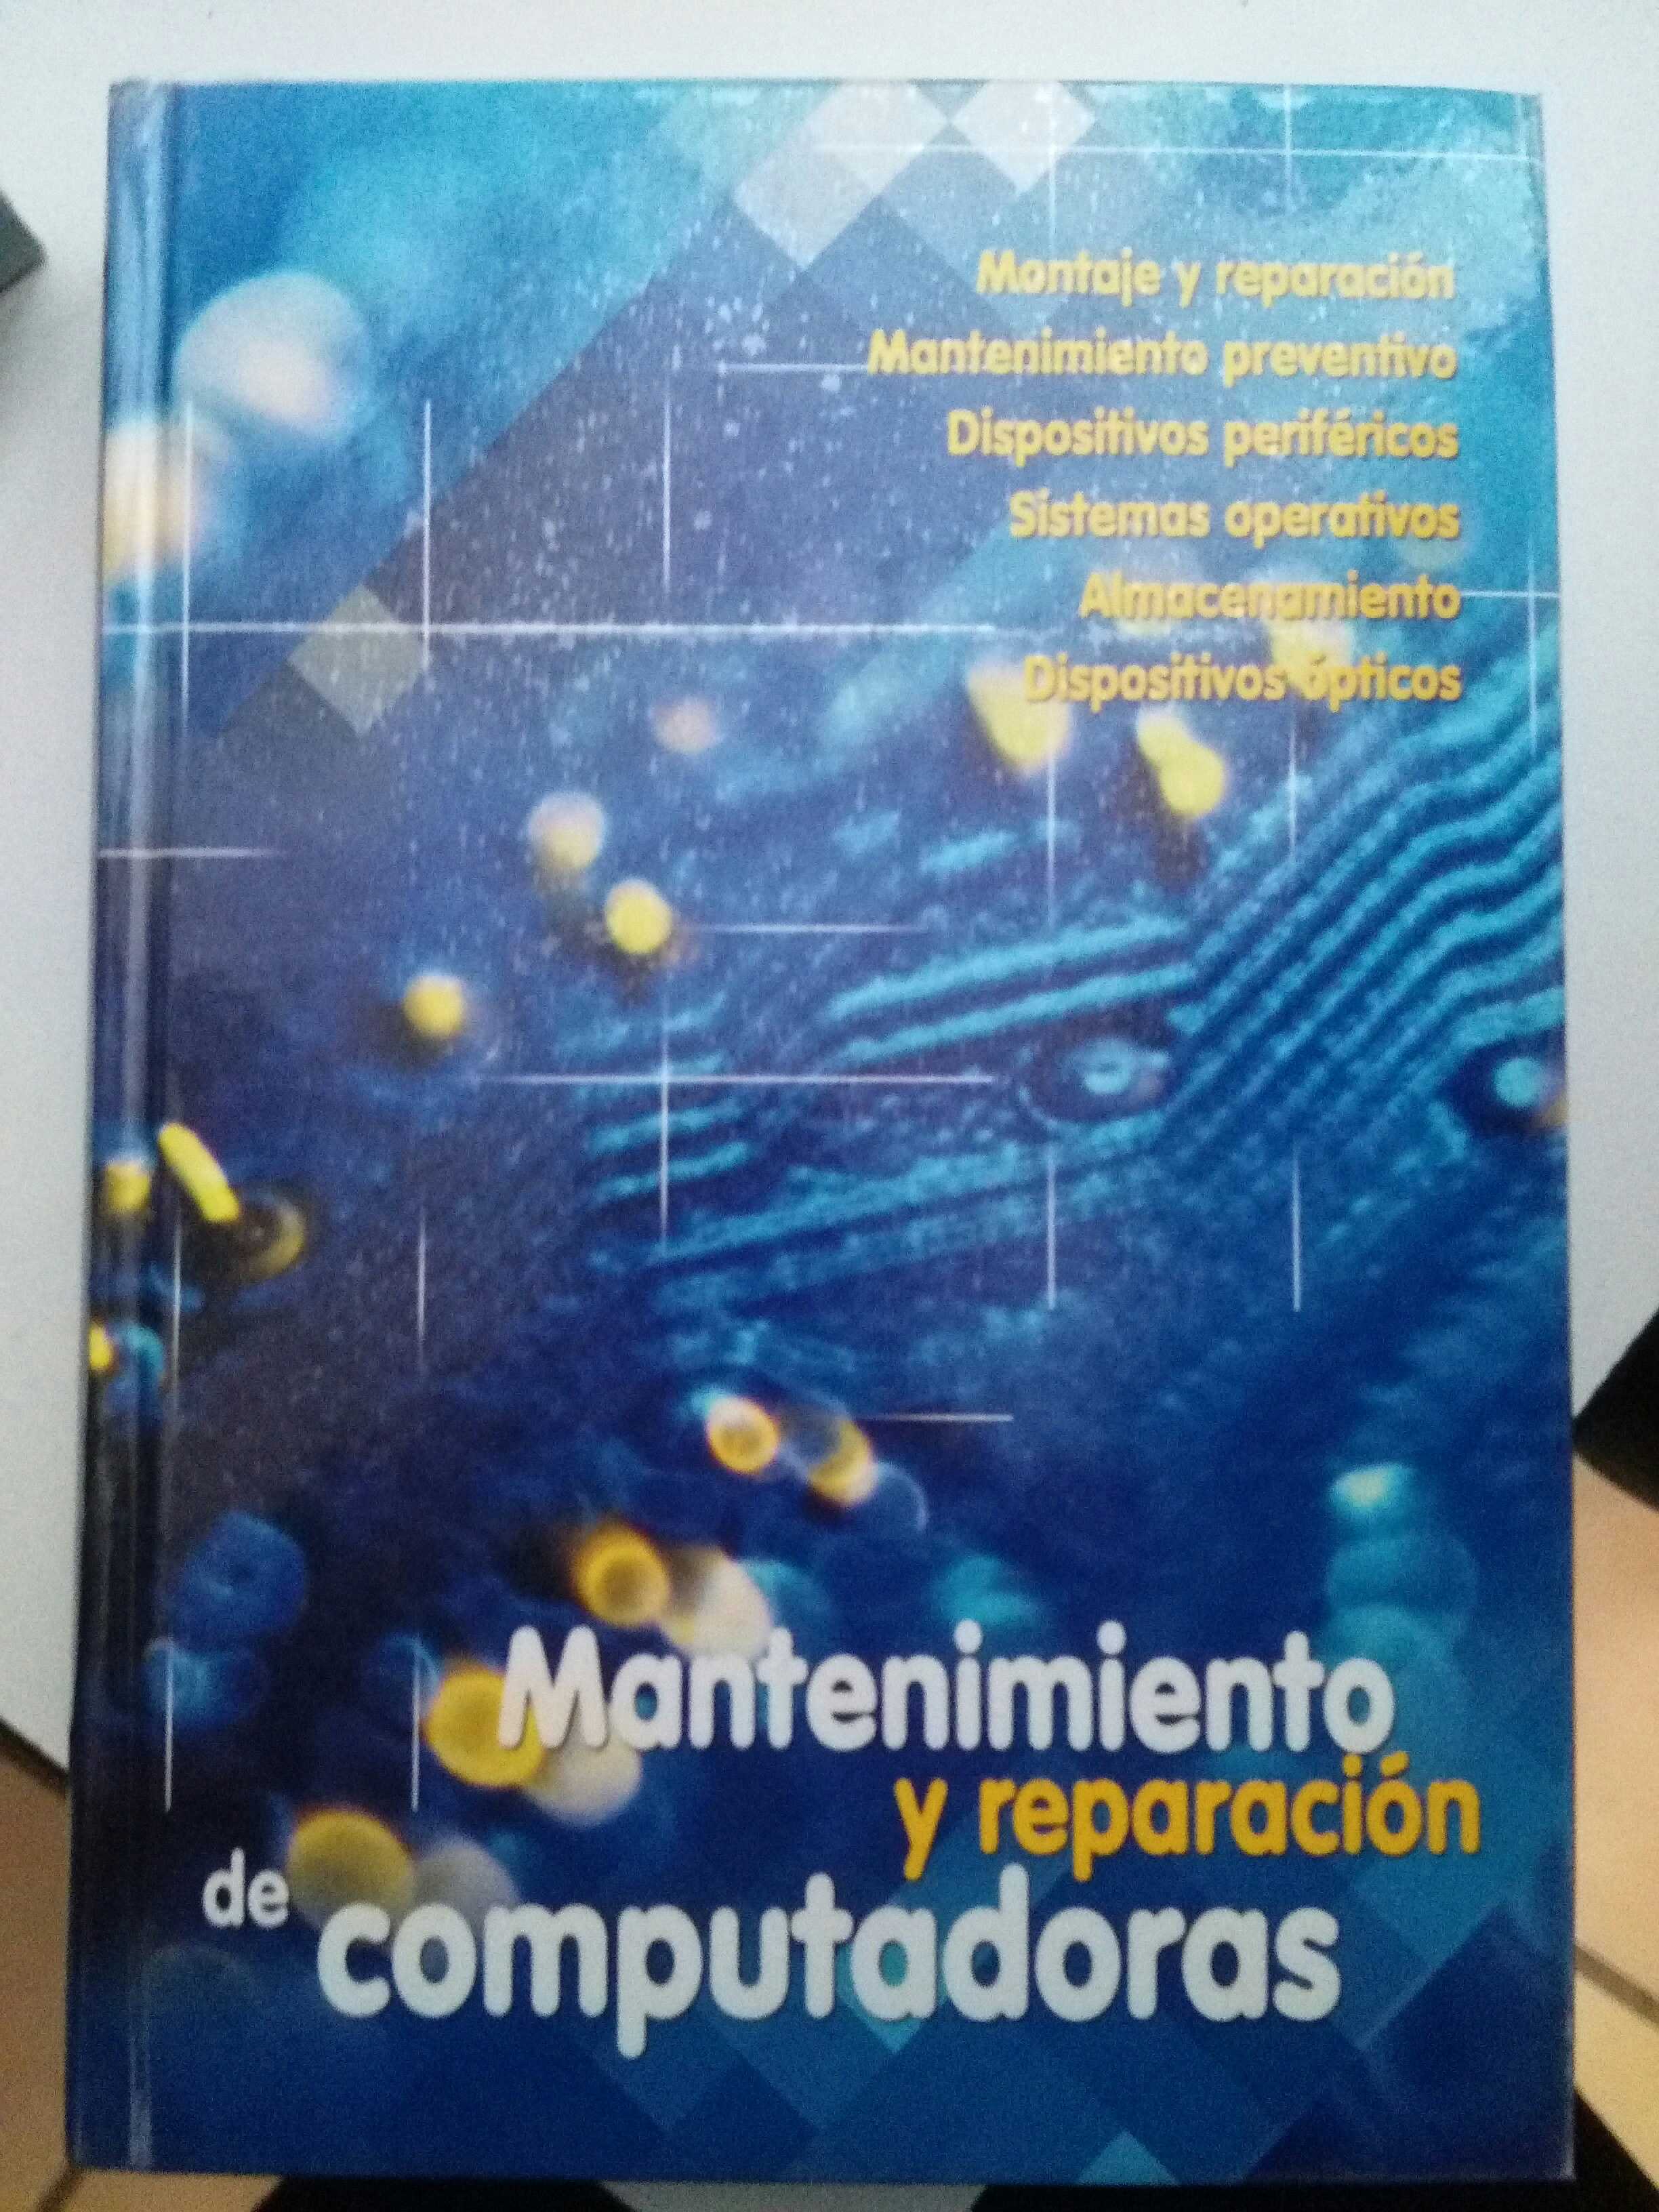 Montaje y reparación
Mantenimiento preventivo
Dispositivos periféricos
Sistemas operativos
Almacenamiento
Dispositivos ópticos
Mantenimiento
y reparación
de computadoras